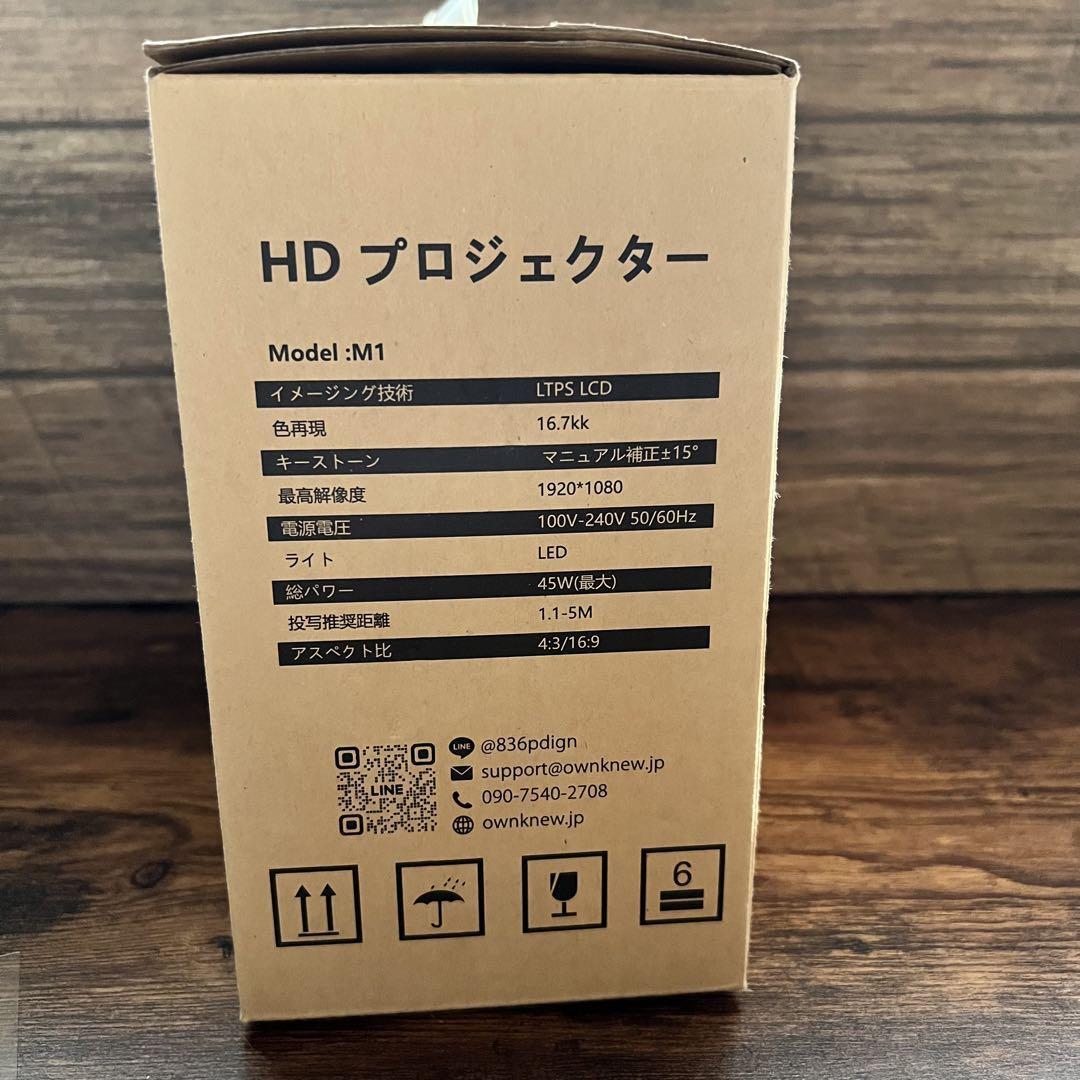 HD プロジェクター
Model :M1
イメージング技術 LTPS LCD
色再現 16.7kk
キーストーン マニュアル補正±15°
最高解像度 1920*1080
電源電圧 100V-240V 50/60Hz
ライト LED
総パワー 45W(最大)
投写推奨距離 1.1-5M
アスペクト比 4:3/16:9
LINE
LINE @836pdign
support@ownknew.jp
090-7540-2708
ownknew.jp
6